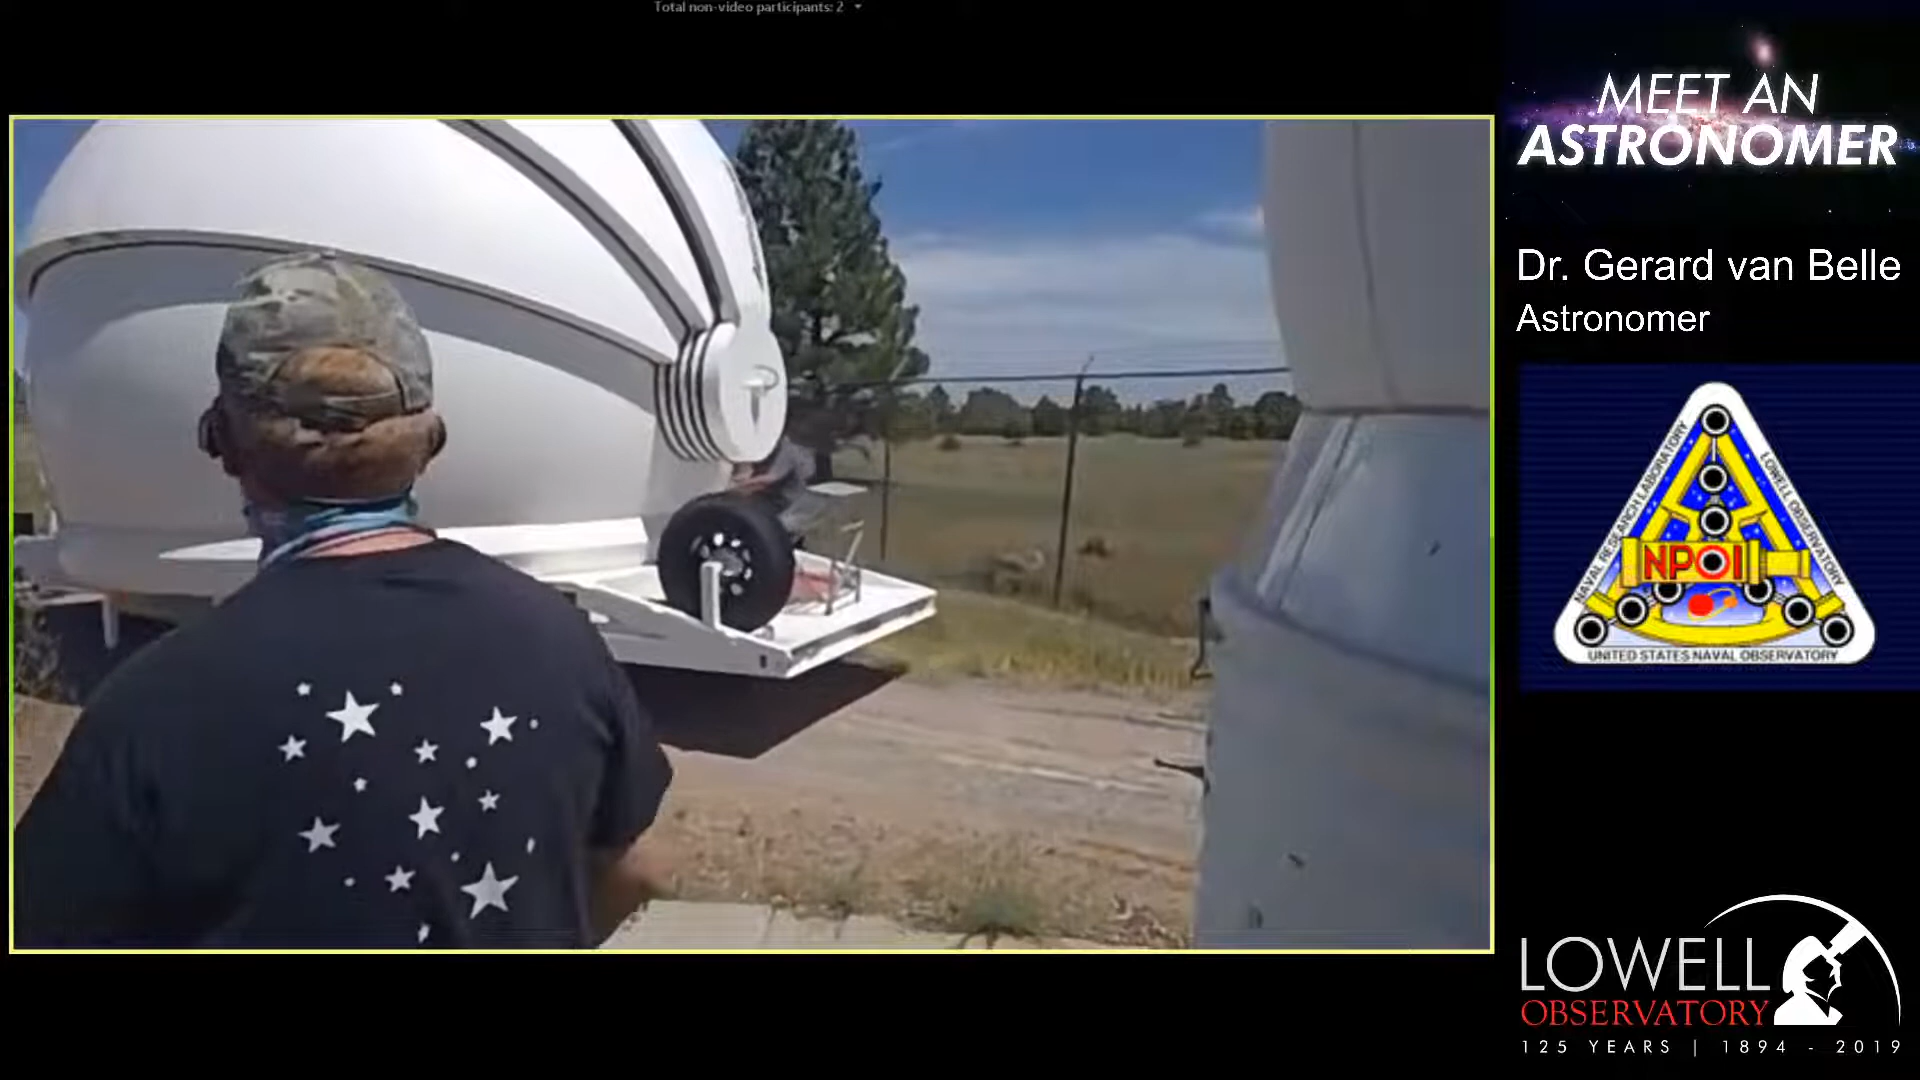 Total non-video participants: 2
MEET AN
ASTRONOMER
Dr. Gerard van Belle
Astronomer
NAVAL RESEARCH LABORATORY
LOWELL OBSERVATORY
NPOI
UNITED STATES NAVAL OBSERVATORY
LOWELL
OBSERVATORY
125 YEARS | 1894 - 2019